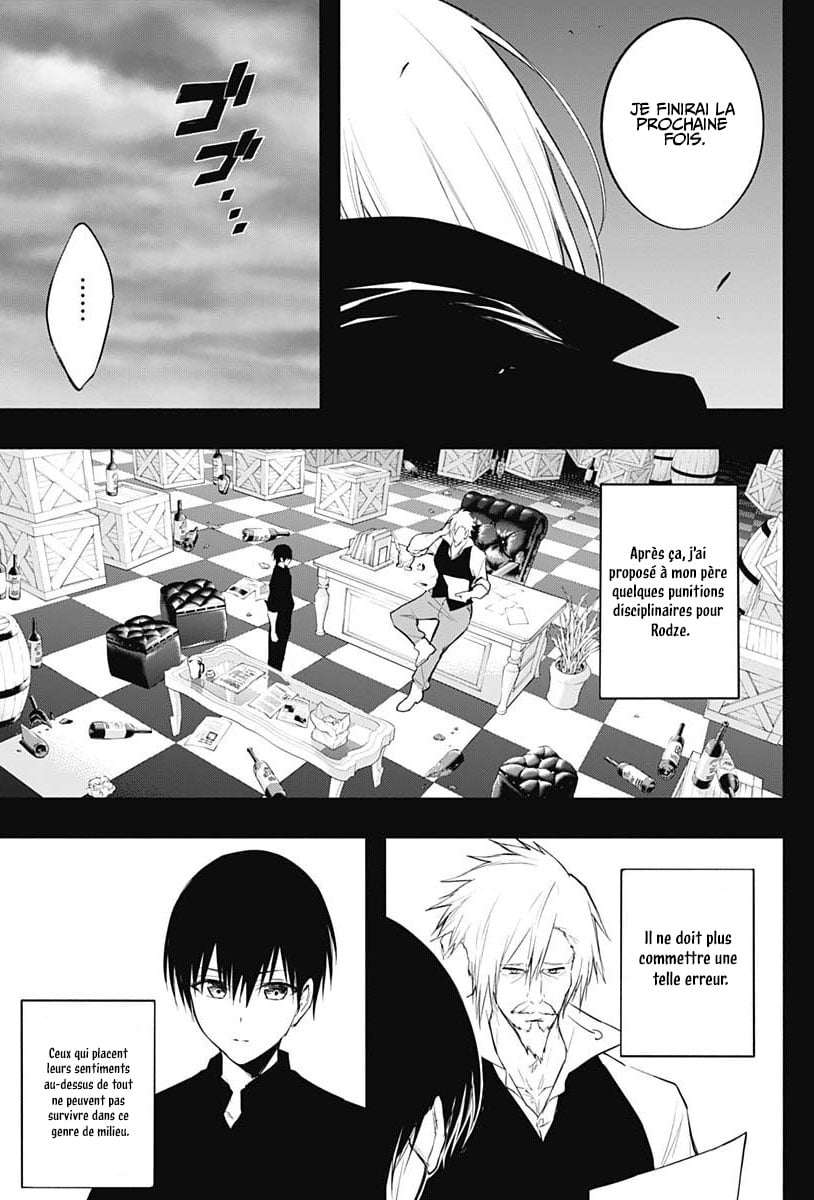 JE FINIRAI LA
PROCHAINE
FOIS.
ゴゴ・・
........
Après ça, j'ai
proposé à mon père
quelques punitions
disciplinaires pour
Rodze.
Il ne doit plus
commettre une
telle erreur.
Ceux qui placent
leurs sentiments
au-dessus de tout
ne peuvent pas
survivre dans ce
genre de milieu.